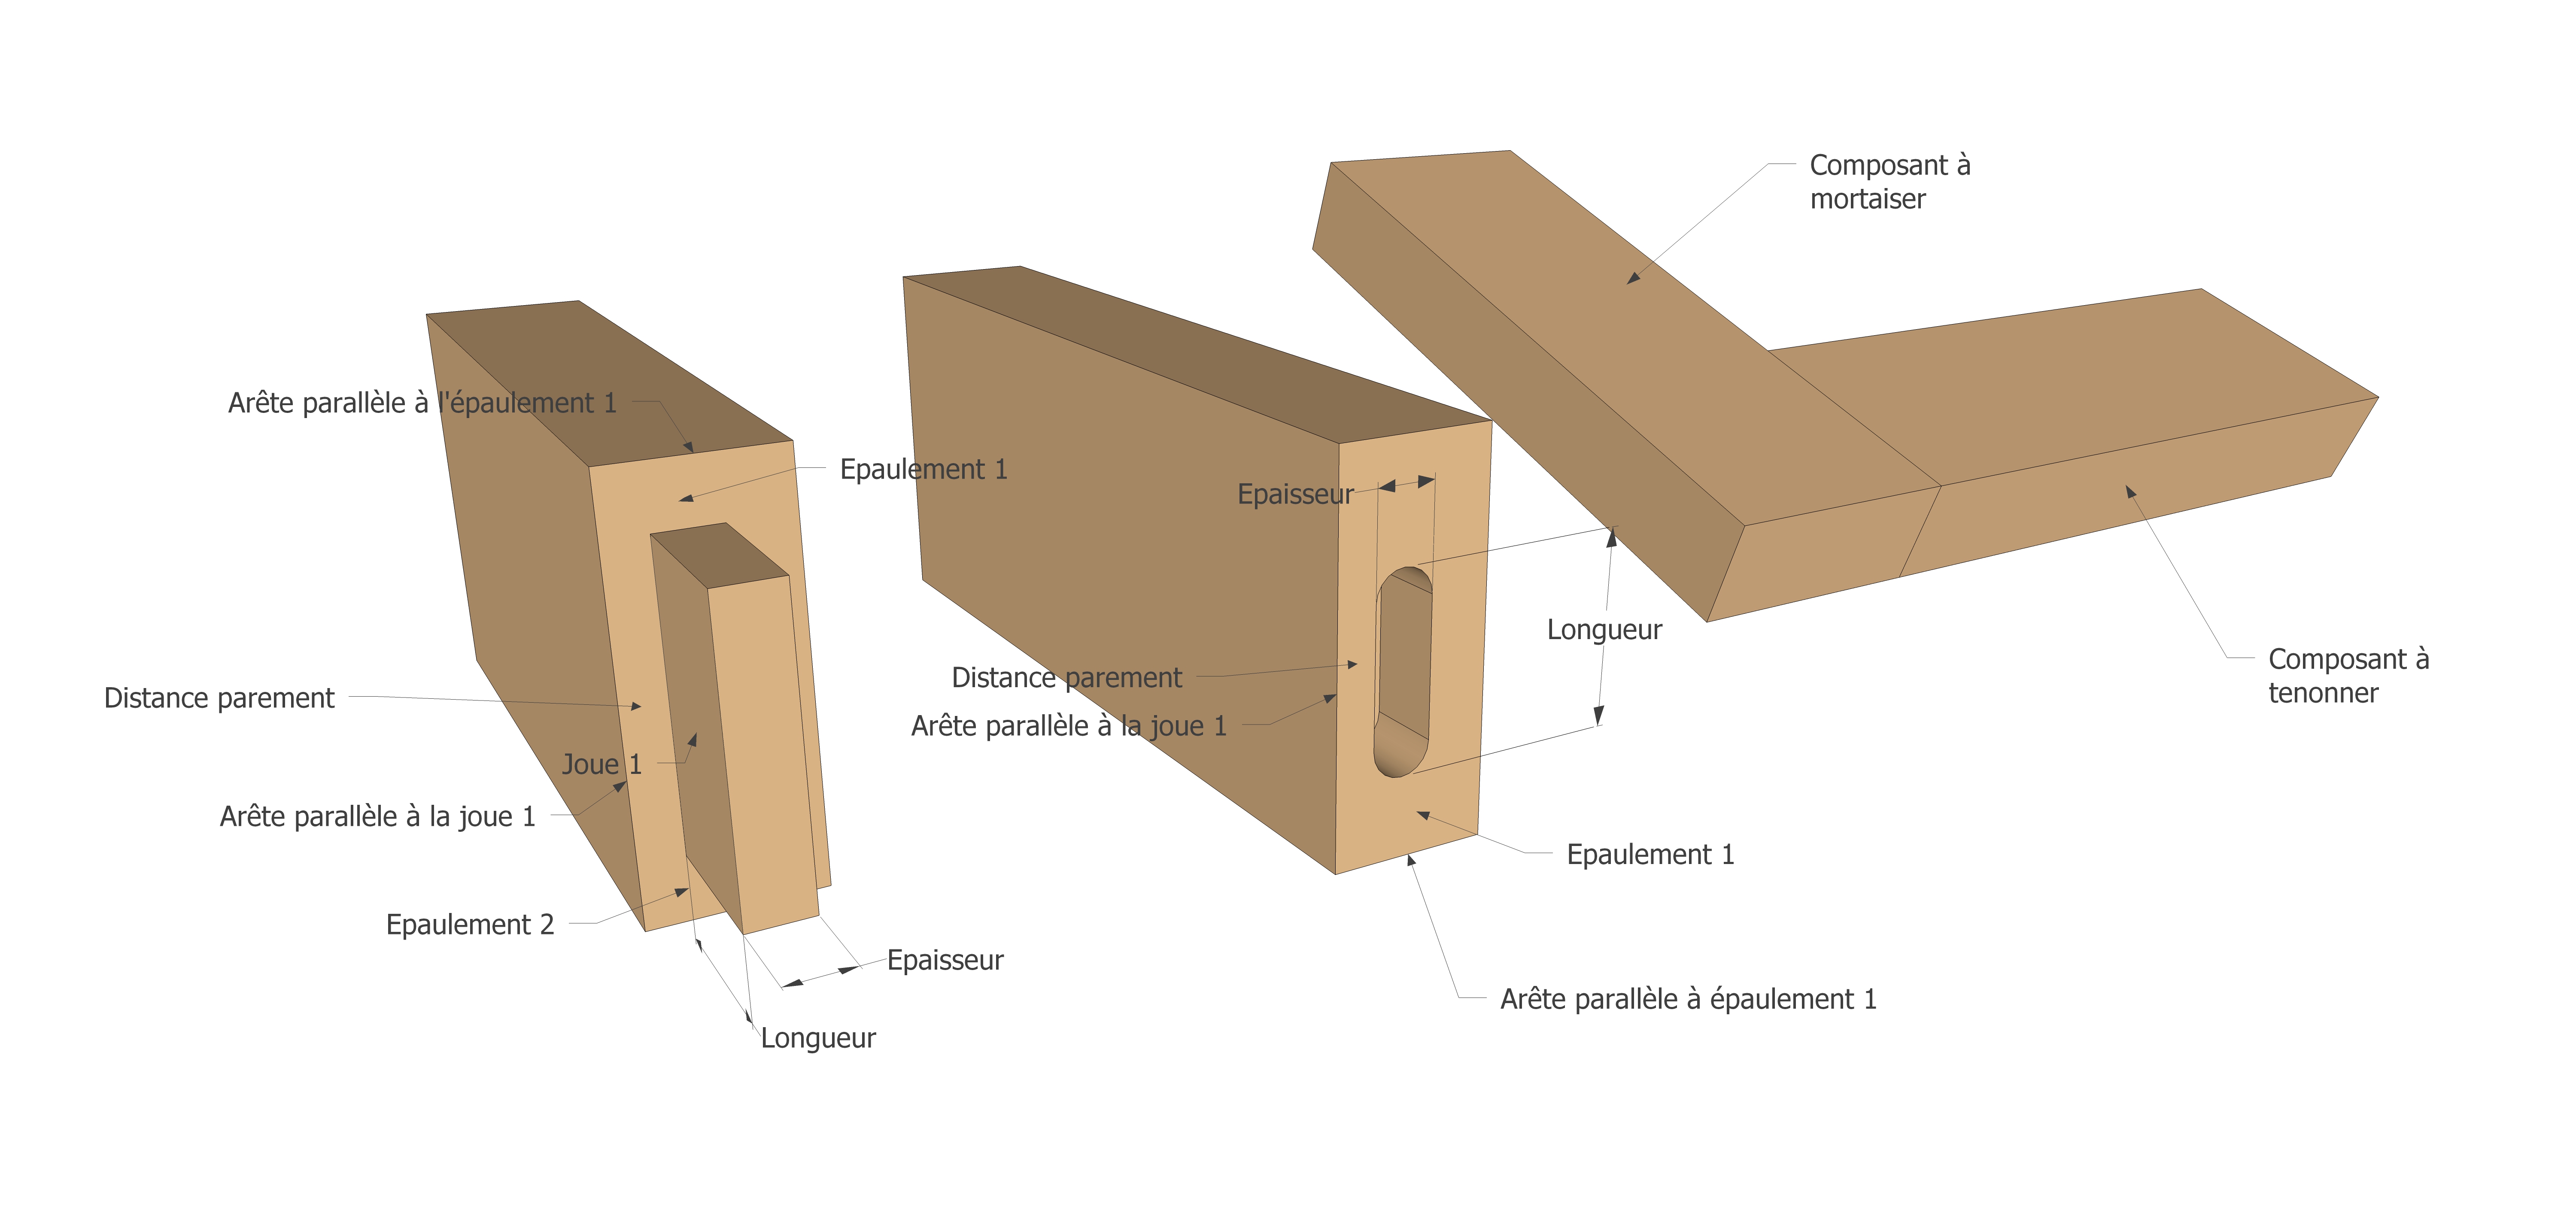 Composant à
mortaiser
Arête parallèle à l'épaulement 1
Epaulement 1
Epaisseur
Longueur
Distance parement
Composant à
tenonner
Distance parement
Arête parallèle à la joue 1
Joue 1
Arête parallèle à la joue 1
Epaulement 1
Epaulement 2
Epaisseur
Arête parallèle à épaulement 1
Longueur